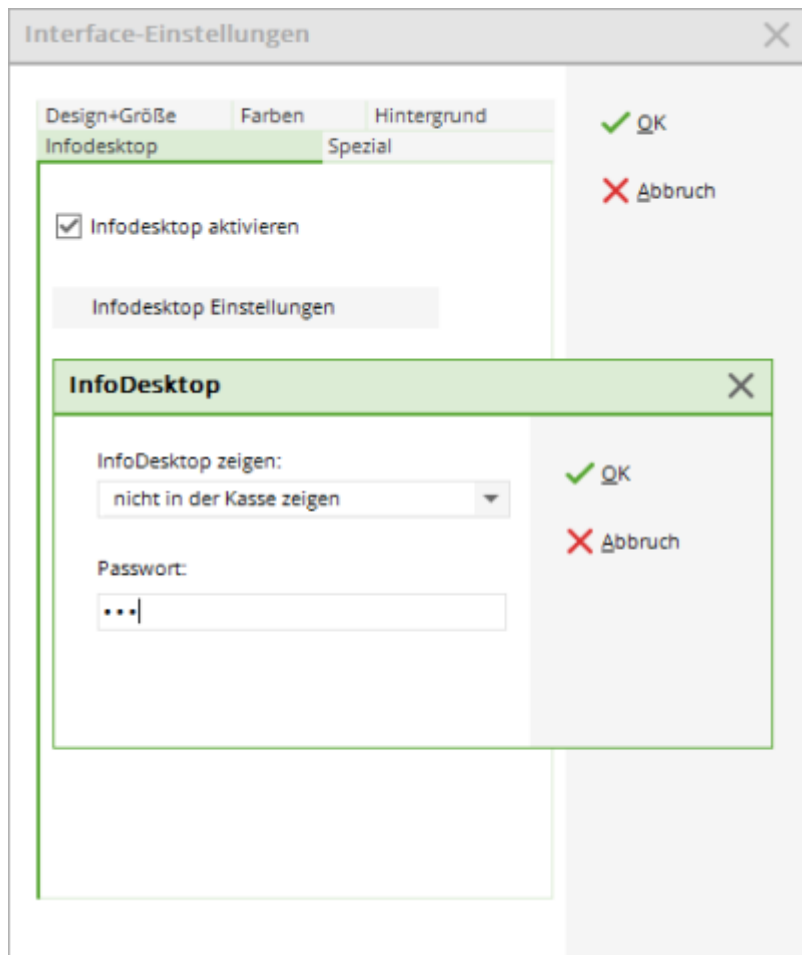 Interface-Einstellungen
Design+Größe Farben Hintergrund
Infodesktop Spezial
OK
Abbruch
Infodesktop aktivieren
Infodesktop Einstellungen
InfoDesktop
InfoDesktop zeigen:
nicht in der Kasse zeigen
Passwort:
•••
OK
Abbruch